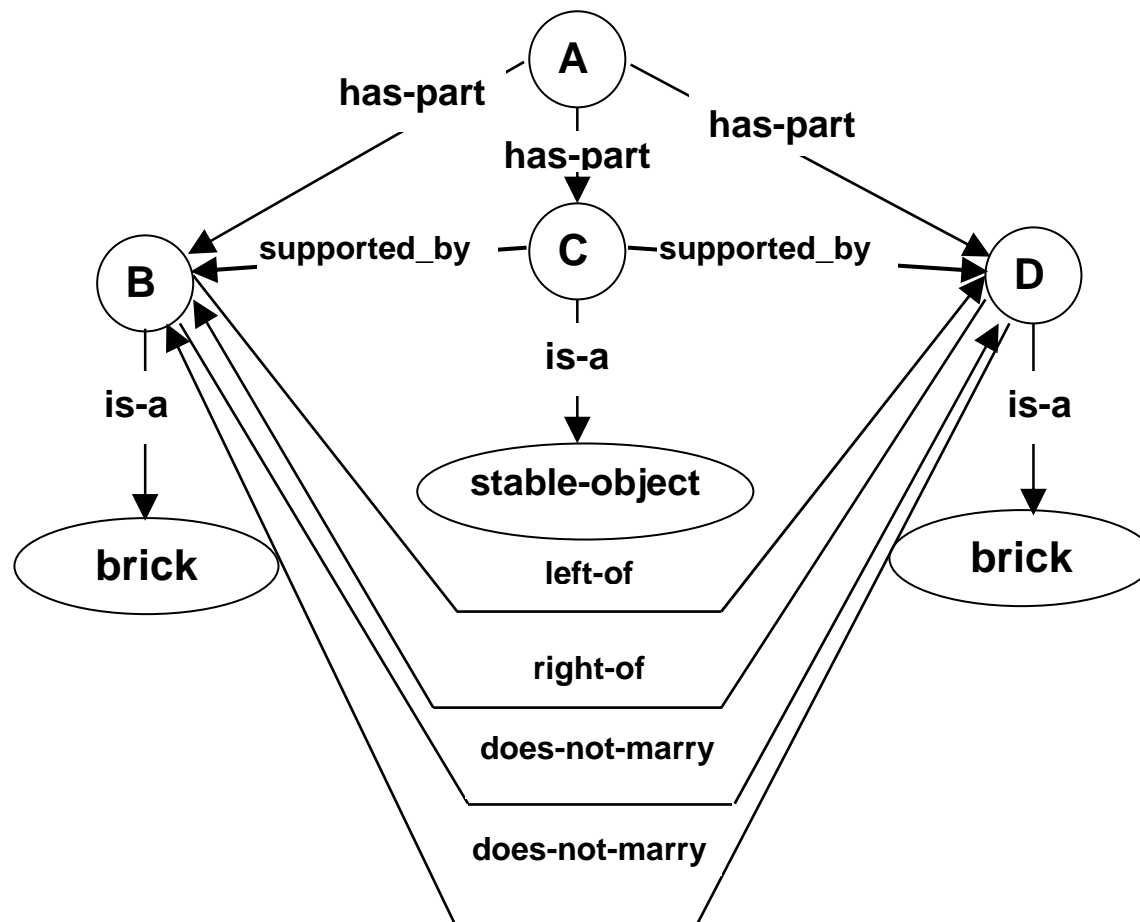 A
has-part
has-part
has-part
supported_by
C
supported_by
B
D
is-a
is-a
is-a
stable-object
brick
brick
left-of
right-of
does-not-marry
does-not-marry